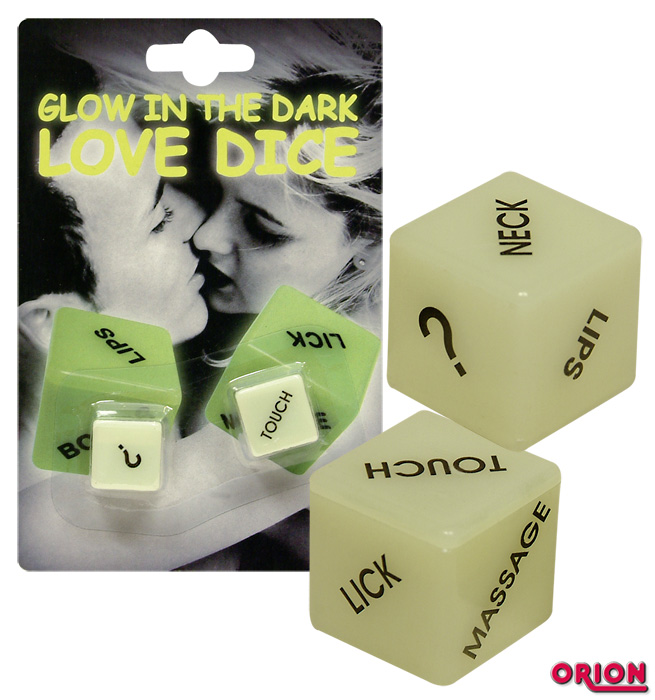 GLOW IN THE DARK
LOVE DICE
LIPS
LICK
?
TOUCH
NECK
?
LIPS
TOUCH
LICK
MASSAGE
ORION